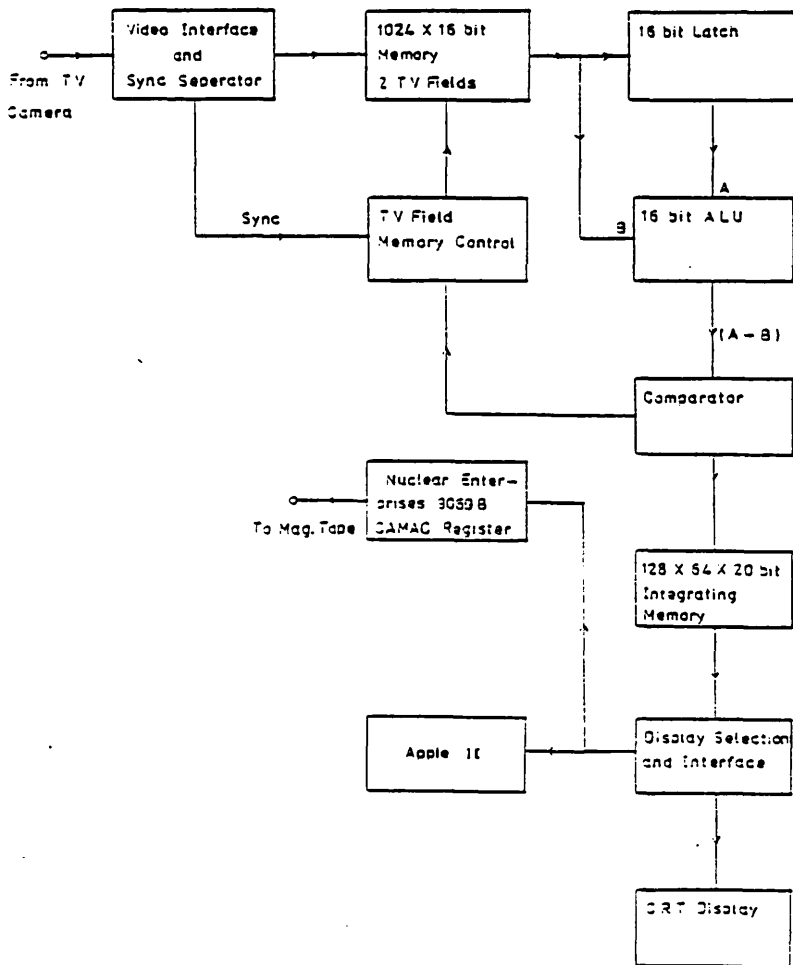 Video Interface
and
Sync Seperator
1024 X 16 bit
Memory
2 TV Fields
16 bit Latch
From TV
Camera
A
Sync
TV Field
Memory Control
B
16 bit ALU
(A-B)
Comparator
Nuclear Enter-
prises 9069B
CAMAC Register
To Mag. Tape
128 X 64 X 20 bit
Integrating
Memory
Apple II
Display Selection
and Interface
C.R.T Display